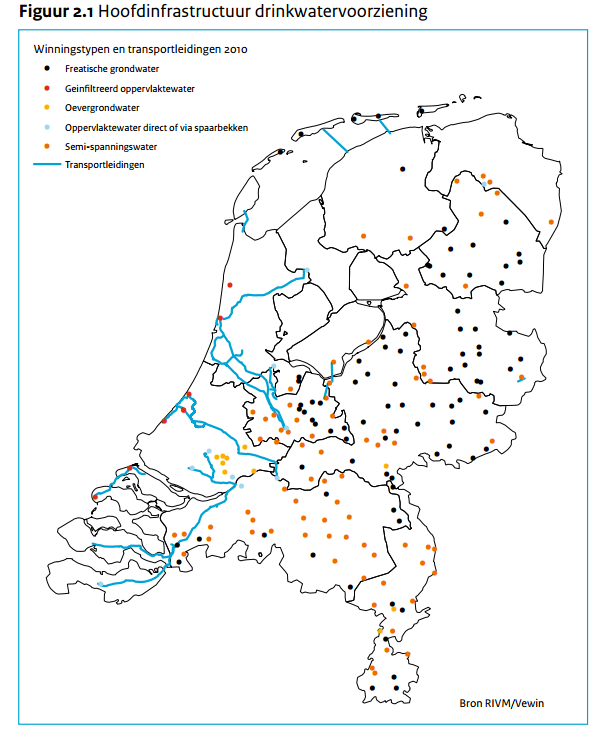 Figuur 2.1 Hoofdinfrastructuur drinkwatervoorziening
Winningstypen en transportleidingen 2010
Freatische grondwater
Geinfiltreerd oppervlaktewater
Oevergrondwater
Oppervlaktewater direct of via spaarbekken
Semi-spanningswater
Transportleidingen
Bron RIVM/Vewin